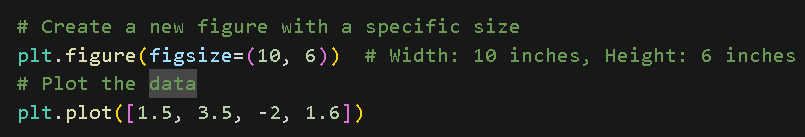 # Create a new figure with a specific size
plt.figure(figsize=(10, 6))  # Width: 10 inches, Height: 6 inches
# Plot the data
plt.plot([1.5, 3.5, -2, 1.6])